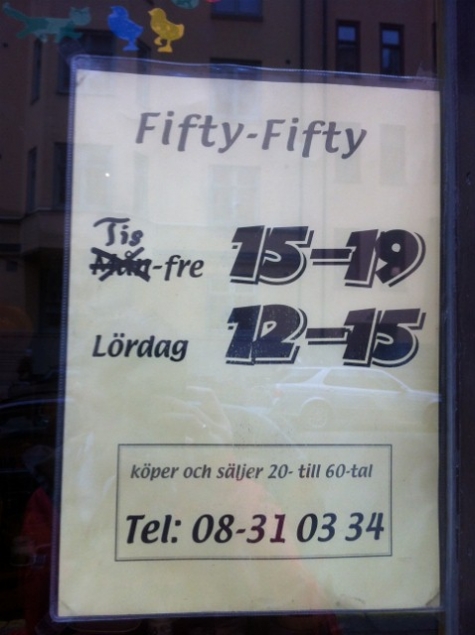 Fifty-Fifty
Tis
Mån-fre 15-19
Lördag 12-15
köper och säljer 20- till 60-tal
Tel: 08-31 03 34